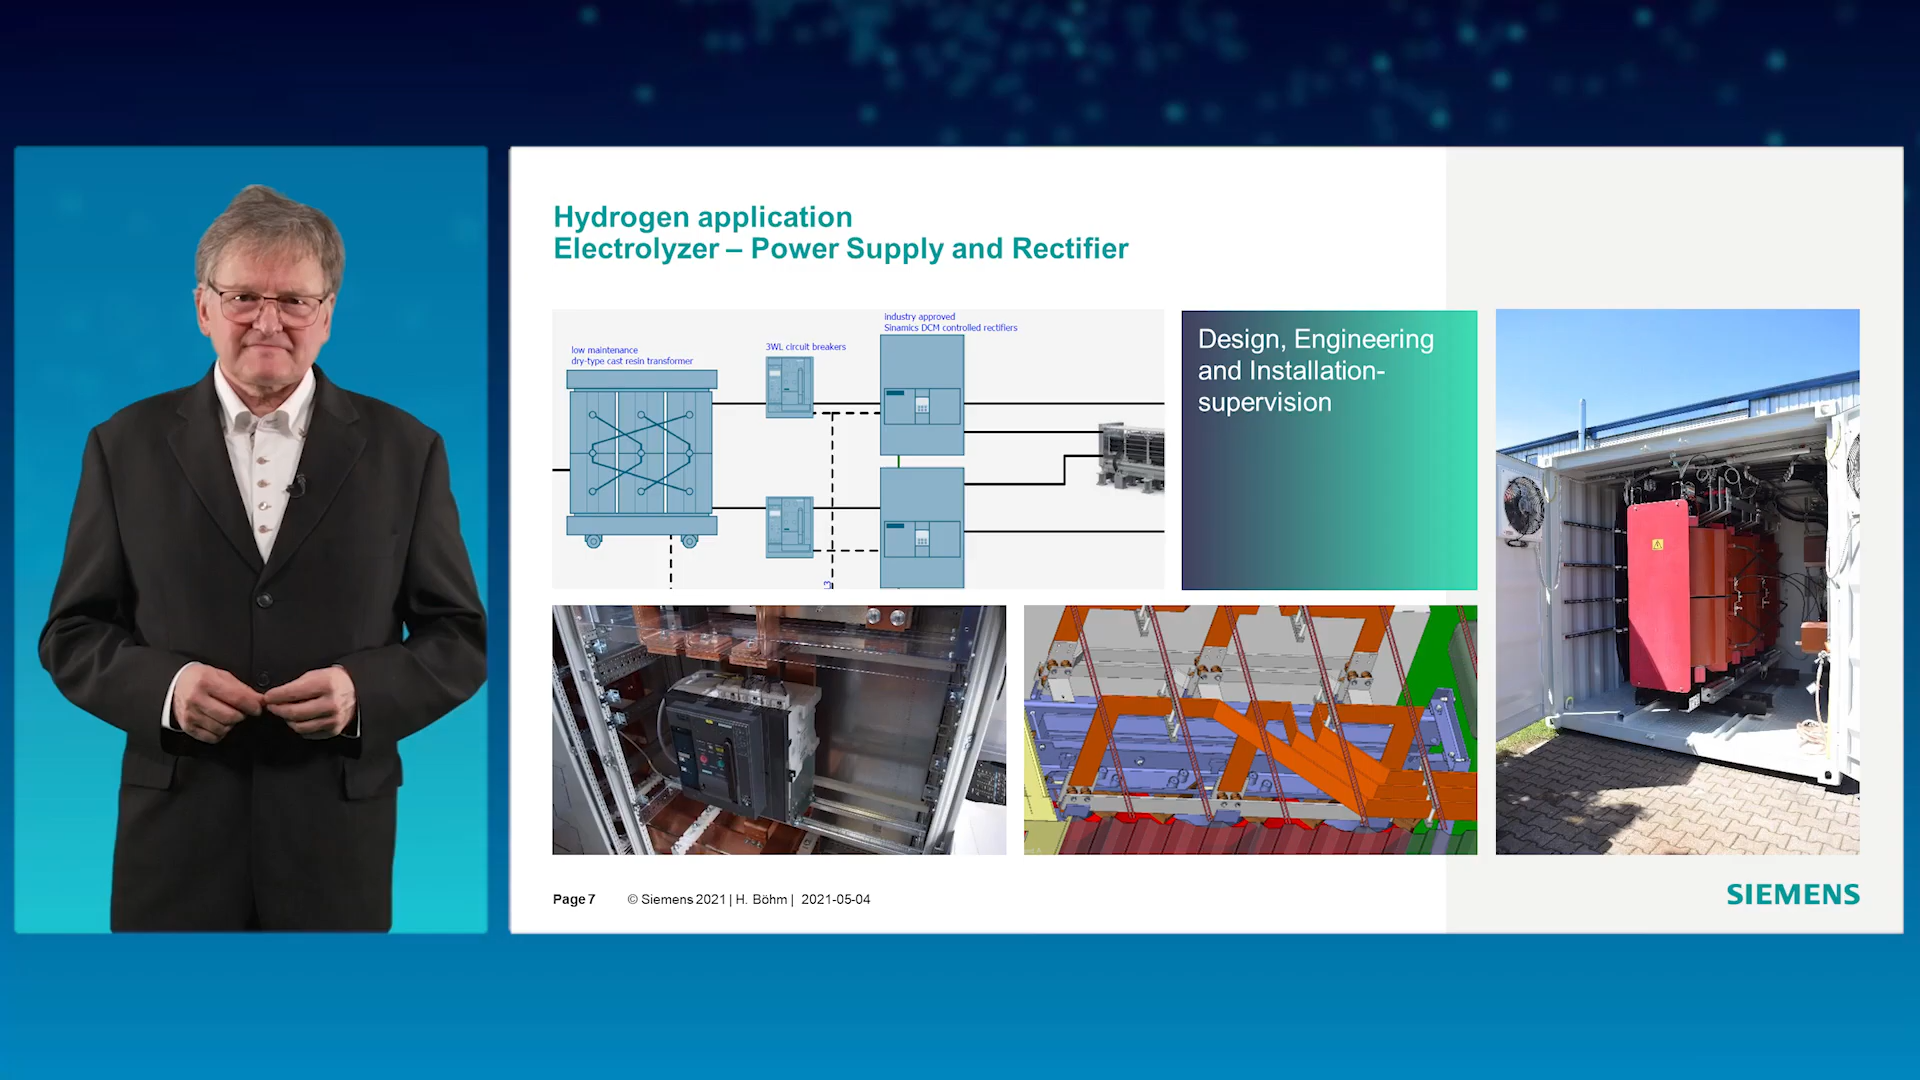 Hydrogen application
Electrolyzer – Power Supply and Rectifier
industry approved
Sinamics DCM controlled rectifiers
low maintenance
dry-type cast resin transformer
3WL circuit breakers
Design, Engineering
and Installation-
supervision
Page 7 © Siemens 2021 | H. Böhm | 2021-05-04
SIEMENS